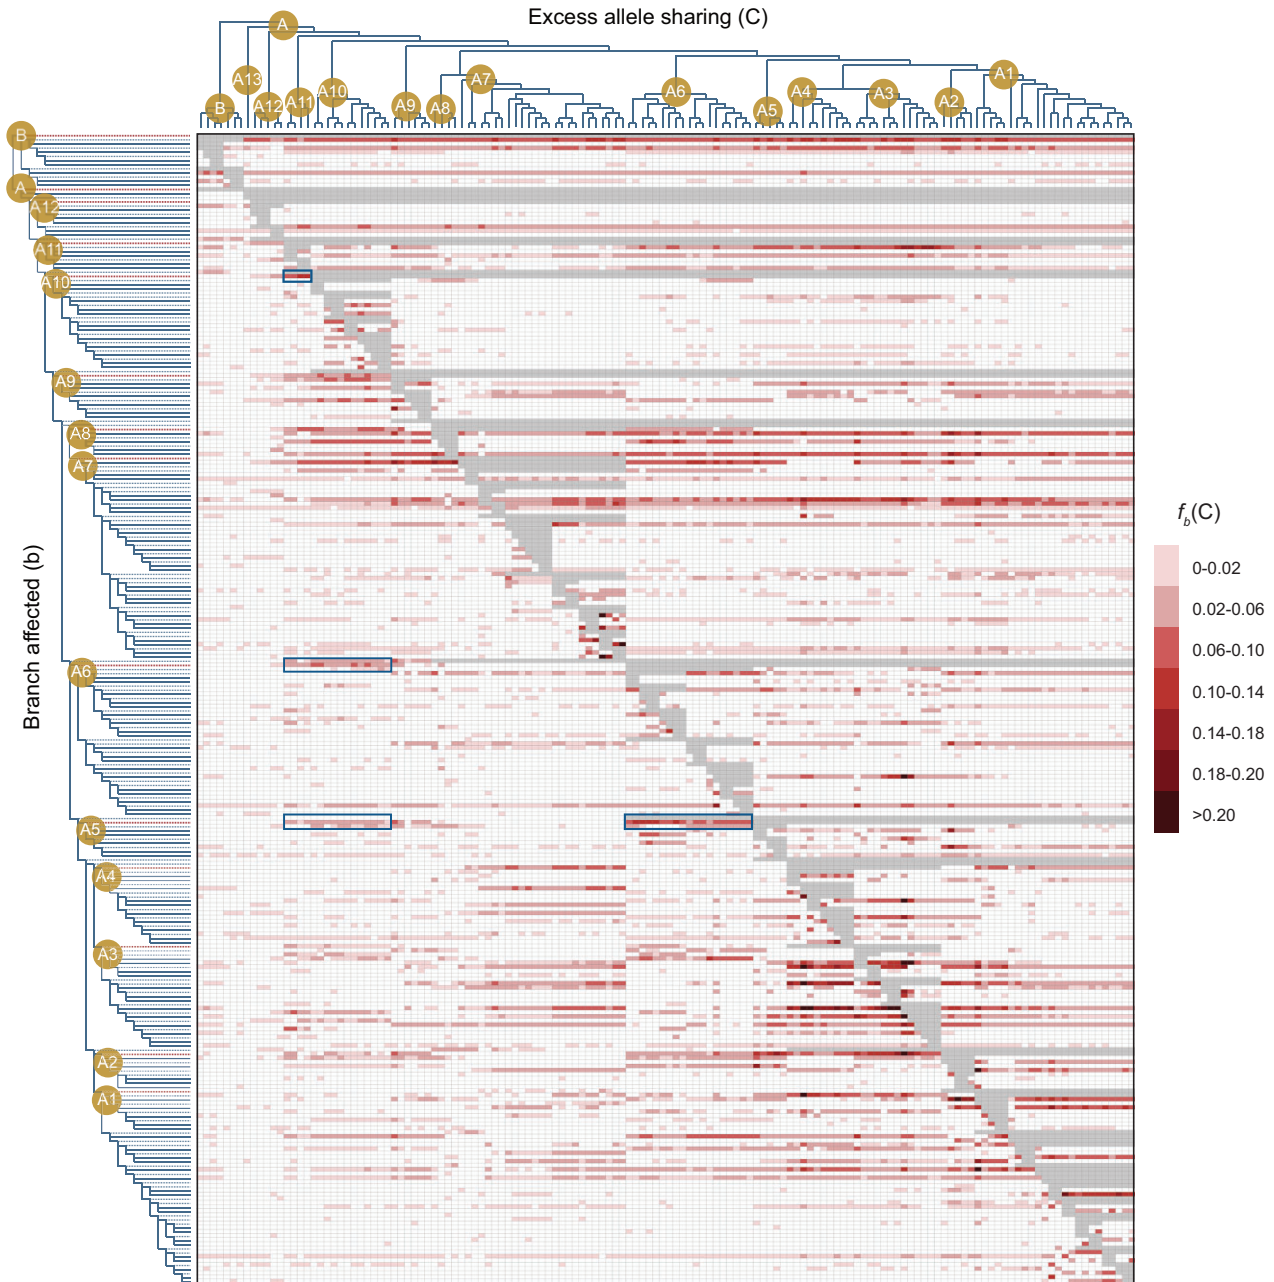 Excess allele sharing (C)
A
A13
B
A12
A11
A10
A9
A8
A7
A6
A5
A4
A3
A2
A1
B
A
A12
A11
A10
A9
A8
A7
A6
A5
A4
A3
A2
A1
Branch affected (b)
f_b(C)
0-0.02
0.02-0.06
0.06-0.10
0.10-0.14
0.14-0.18
0.18-0.20
>0.20